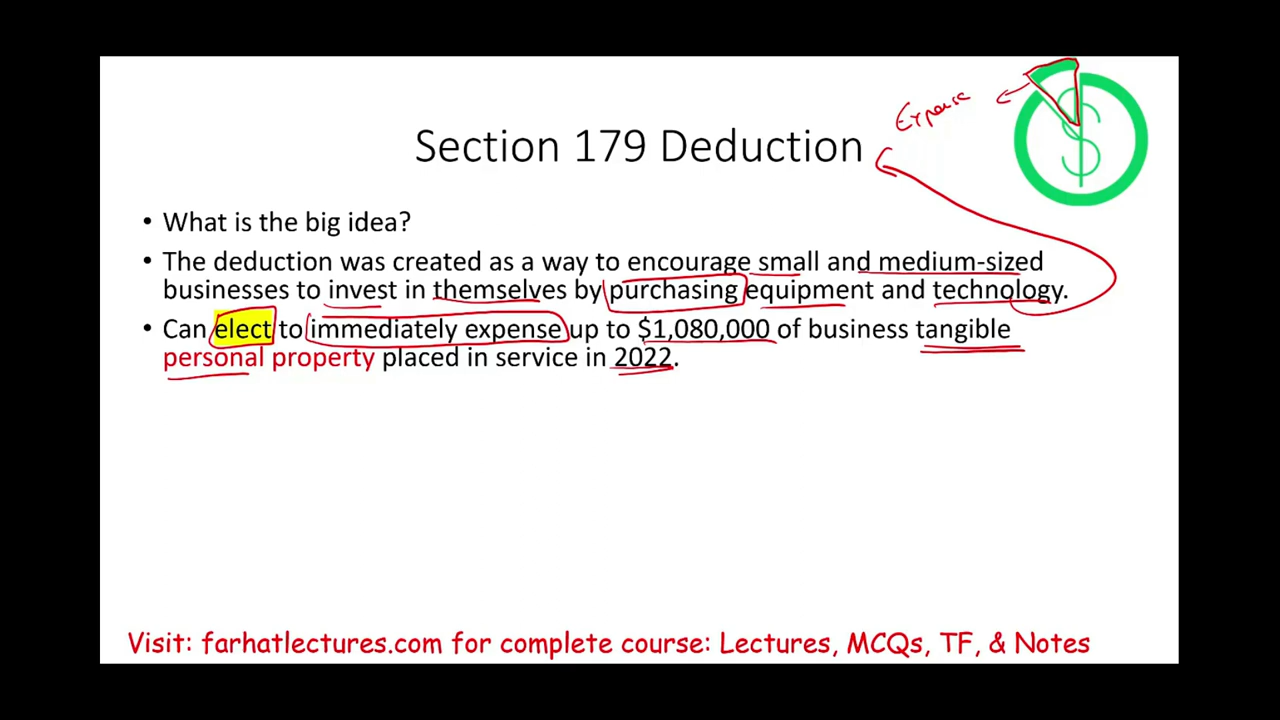 Expense
Section 179 Deduction
• What is the big idea?
• The deduction was created as a way to encourage small and medium-sized
businesses to invest in themselves by purchasing equipment and technology.
• Can elect to immediately expense up to $1,080,000 of business tangible
personal property placed in service in 2022.
Visit: farhatlectures.com for complete course: Lectures, MCQs, TF, & Notes